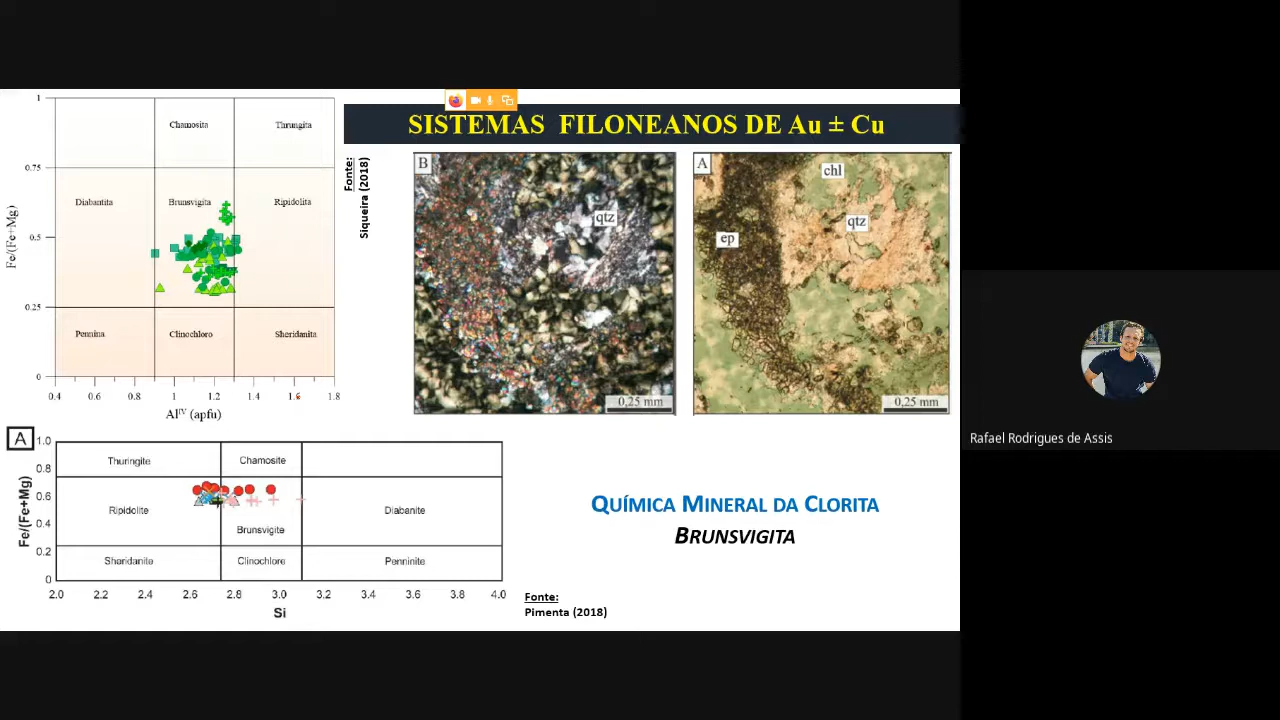 SISTEMAS FILONEANOS DE Au ± Cu
1
0.75
0.5
0.25
0
Fe/(Fe+Mg)
Chamosita
Thrungita
Diabantita
Brunsvigita
Ripidolita
Pennina
Clinochloro
Sheridanita
0.4 0.6 0.8 1 1.2 1.4 1.6 1.8
Al^IV (apfu)
Fonte:
Siqueira (2018)
B
qtz
0,25 mm
A
chl
qtz
ep
0,25 mm
A
1.0
0.8
0.6
0.4
0.2
0
Fe/(Fe+Mg)
Thuringite
Chamosite
Ripidolite
Brunsvigite
Diabanite
Sheridanite
Clinochlore
Penninite
2.0 2.2 2.4 2.6 2.8 3.0 3.2 3.4 3.6 3.8 4.0
Si
QUÍMICA MINERAL DA CLORITA
BRUNSVIGITA
Fonte:
Pimenta (2018)
Rafael Rodrigues de Assis